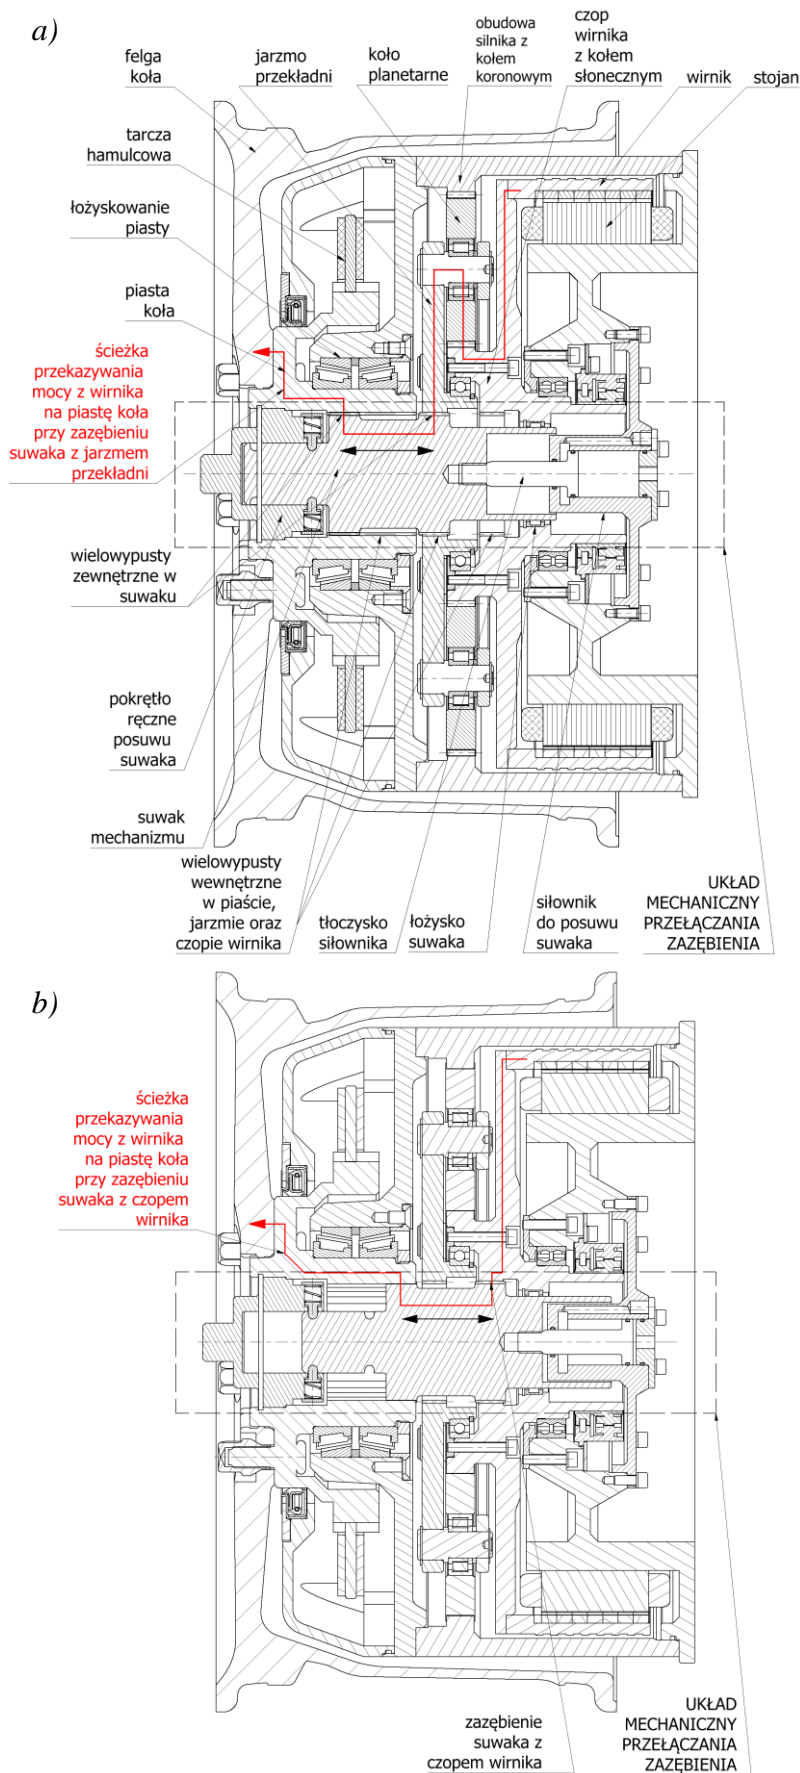 a)
felga
koła
jarzmo
przekładni
koło
planetarne
obudowa
silnika z
kołem
koronowym
czop
wirnika
z kołem
słonecznym
wirnik
stojan
tarcza
hamulcowa
łożyskowanie
piasty
piasta
koła
ścieżka
przekazywania
mocy z wirnika
na piastę koła
przy zazębieniu
suwaka z jarzmem
przekładni
wielowypusty
zewnętrzne w
suwaku
pokrętło
ręczne
posuwu
suwaka
suwak
mechanizmu
wielowypusty
wewnętrzne
w piaście,
jarzmie oraz
czopie wirnika
tłoczysko
siłownika
łożysko
suwaka
siłownik
do posuwu
suwaka
UKŁAD
MECHANICZNY
PRZEŁĄCZANIA
ZAZĘBIENIA
b)
ścieżka
przekazywania
mocy z wirnika
na piastę koła
przy zazębieniu
suwaka z czopem
wirnika
zazębienie
suwaka z
czopem wirnika
UKŁAD
MECHANICZNY
PRZEŁĄCZANIA
ZAZĘBIENIA